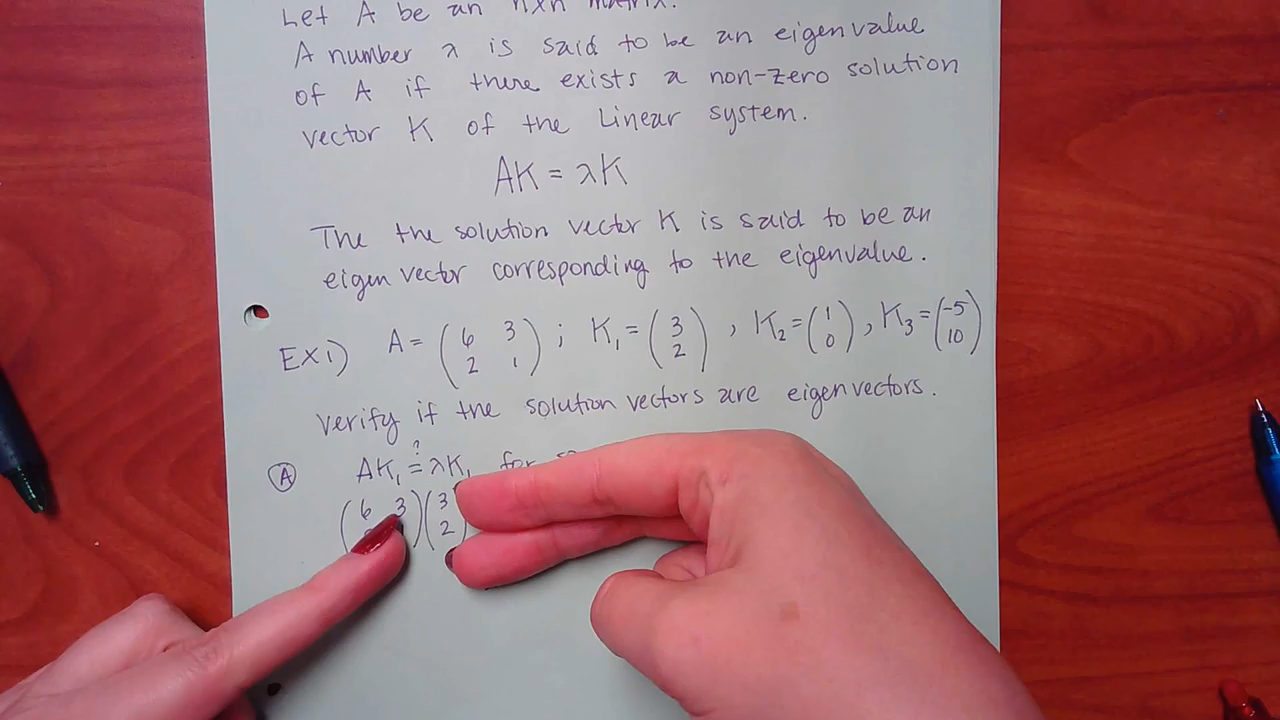 Let A be an nxn matrix.
A number λ is said to be an eigenvalue
of A if there exists a non-zero solution
vector K of the Linear system.
AK = λK
The the solution vector K is said to be an
eigen vector corresponding to the eigenvalue.
EX1) A = (6 3 2 1) ; K₁ = (3 2) , K₂ = (1 0) , K₃ = (-5 10)
Verify if the solution vectors are eigenvectors.
A AK₁ ≟ λK₁ for
(6 3 (3 2